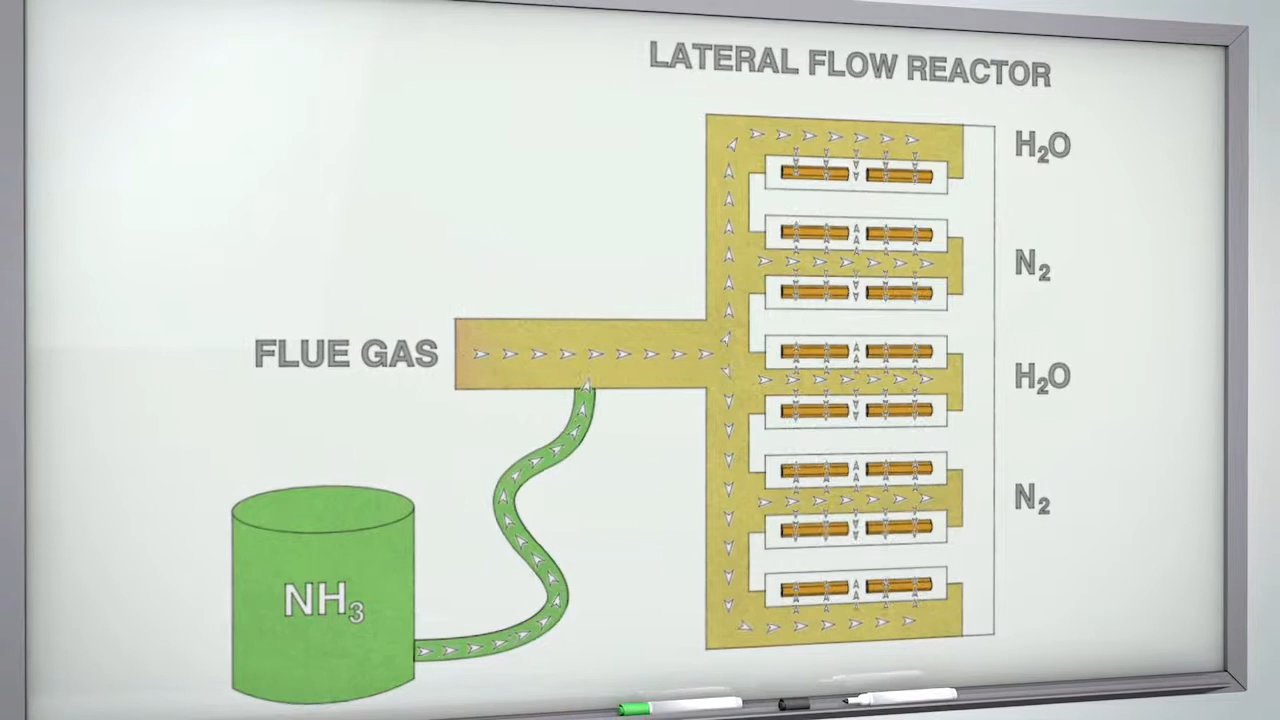 LATERAL FLOW REACTOR
H₂O
N₂
FLUE GAS
H₂O
N₂
NH₃